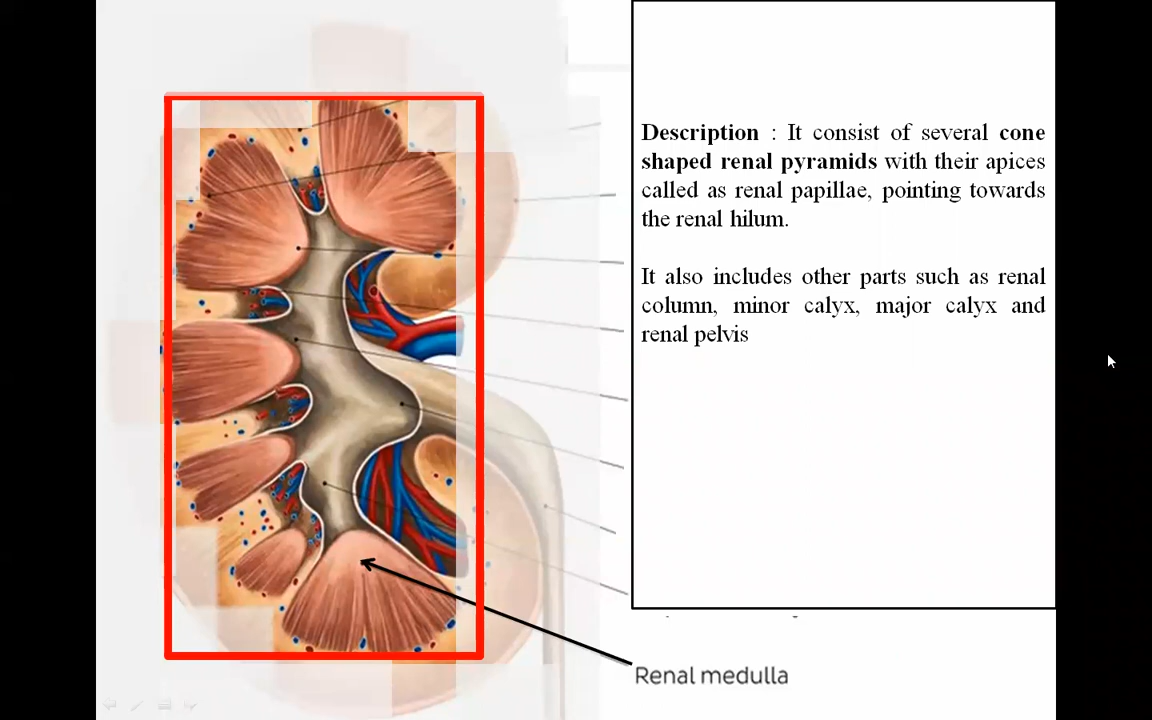 Description : It consist of several cone
shaped renal pyramids with their apices
called as renal papillae, pointing towards
the renal hilum.
It also includes other parts such as renal
column, minor calyx, major calyx and
renal pelvis
Renal medulla